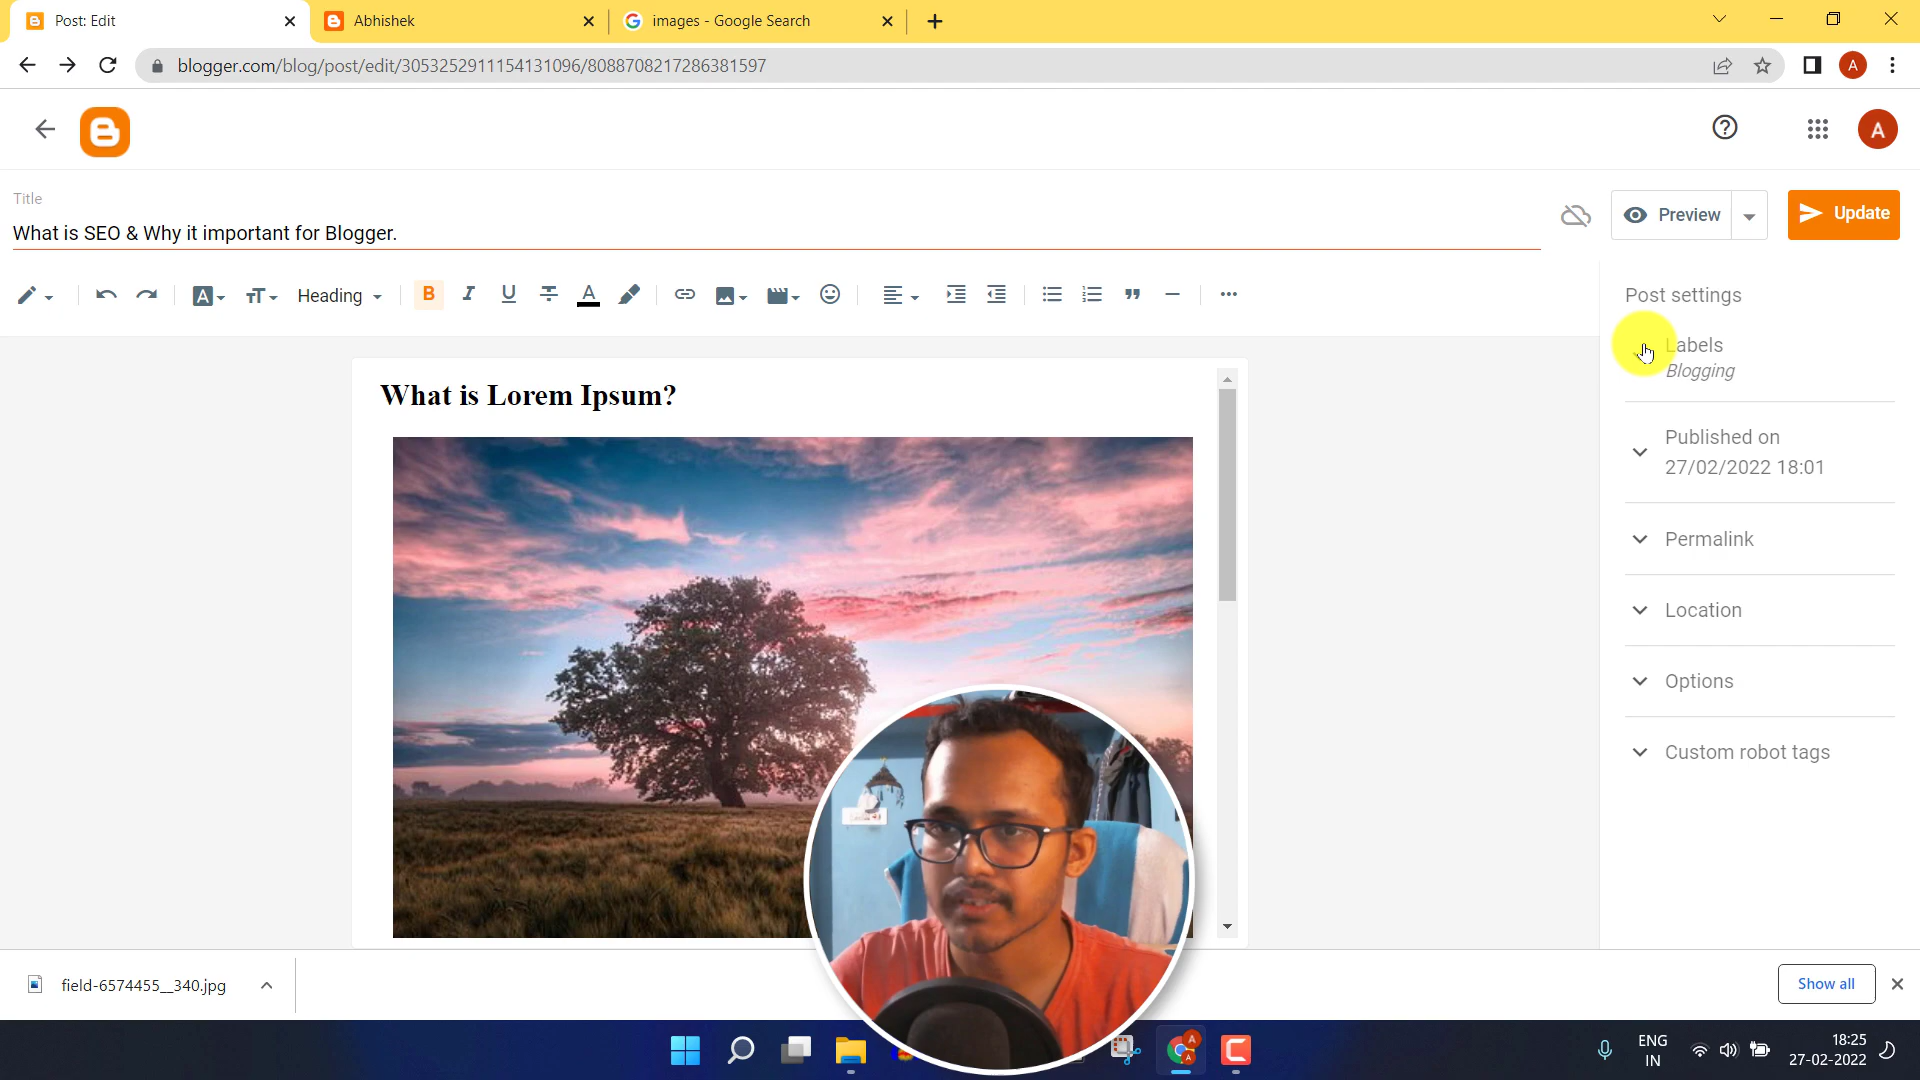 Post: Edit
Abhishek
images - Google Search
blogger.com/blog/post/edit/3053252911154131096/8088708217286381597
A
A
Title
What is SEO & Why it important for Blogger.
Preview
Update
Heading
Post settings
Labels
Blogging
What is Lorem Ipsum?
Published on
27/02/2022 18:01
Permalink
Location
Options
Custom robot tags
field-6574455__340.jpg
Show all
ENG
IN
18:25
27-02-2022